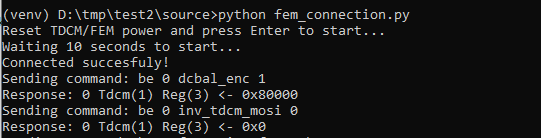 (venv) D:\tmp\test2\source>python fem_connection.py
Reset TDCM/FEM power and press Enter to start...
Waiting 10 seconds to start...
Connected succesfuly!
Sending command: be 0 dcbal_enc 1
Response: 0 Tdcm(1) Reg(3) <- 0x80000
Sending command: be 0 inv_tdcm_mosi 0
Response: 0 Tdcm(1) Reg(3) <- 0x0